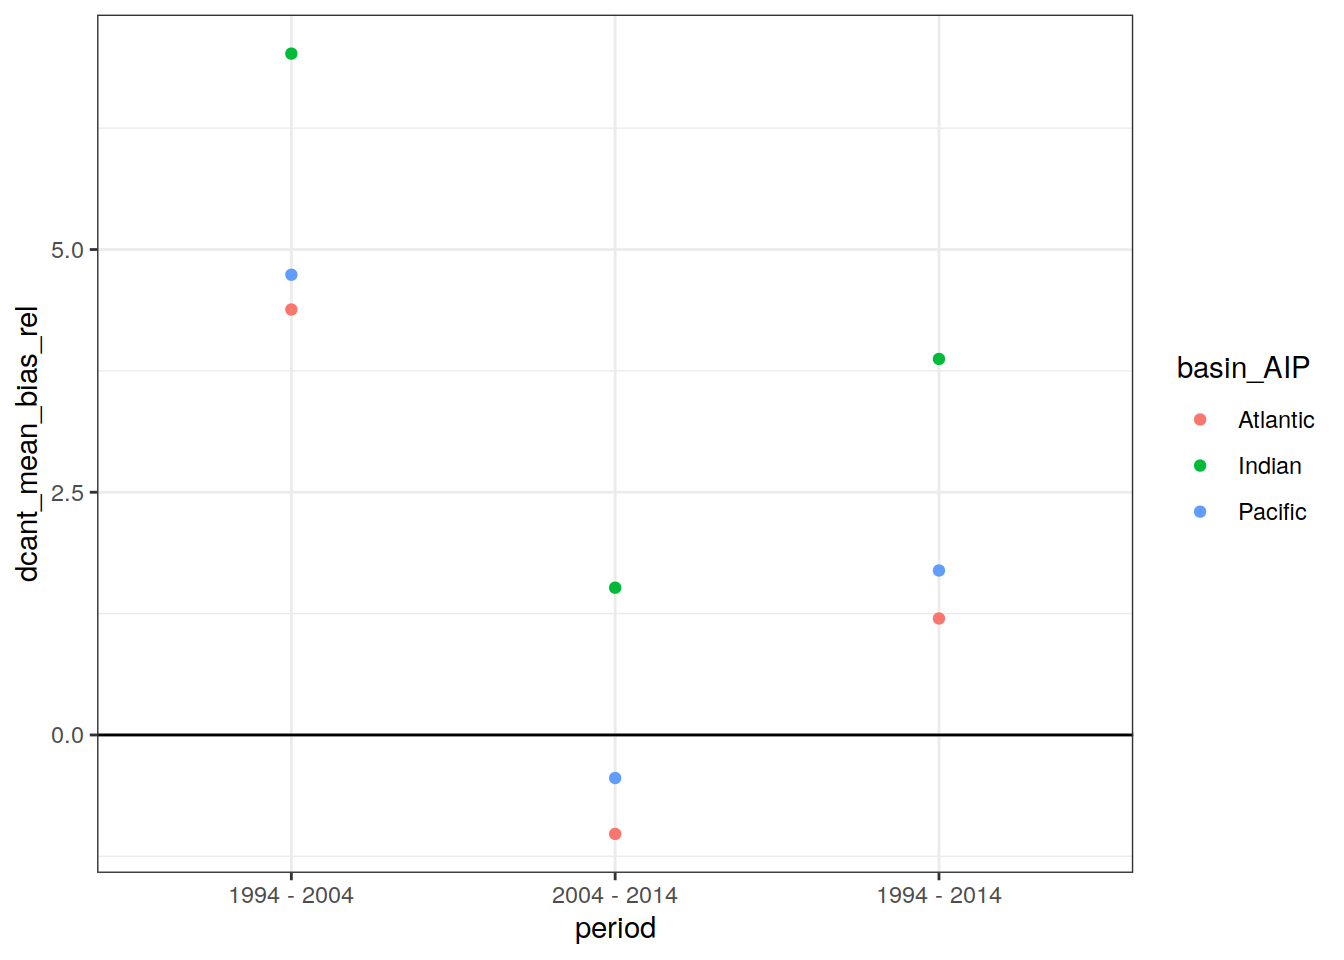 dcant_mean_bias_rel
5.0
2.5
0.0
1994 - 2004
2004 - 2014
1994 - 2014
period
basin_AIP
Atlantic
Indian
Pacific